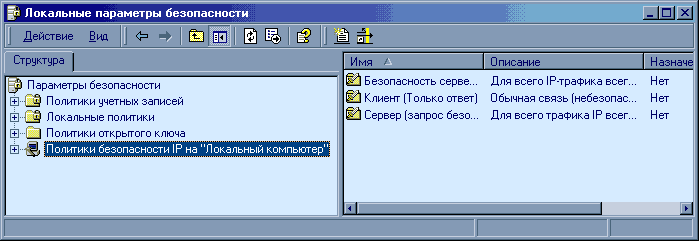 Локальные параметры безопасности
Действие Вид
Структура
Параметры безопасности
Политики учетных записей
Локальные политики
Политики открытого ключа
Политики безопасности IP на "Локальный компьютер"
Имя Описание Назначе
Безопасность серве... Для всего IP-трафика всег... Нет
Клиент (Только ответ) Обычная связь (небезопас... Нет
Сервер (запрос безо... Для всего трафика IP всег... Нет